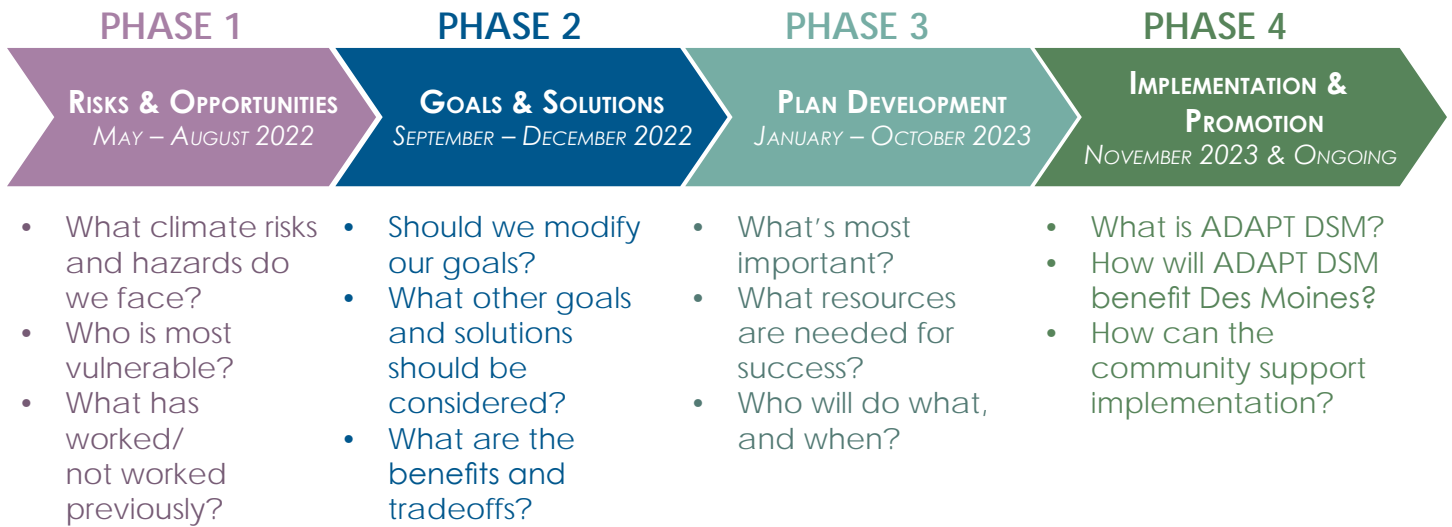 PHASE 1
RISKS & OPPORTUNITIES
MAY – AUGUST 2022
• What climate risks
and hazards do
we face?
• Who is most
vulnerable?
• What has
worked/
not worked
previously?
PHASE 2
GOALS & SOLUTIONS
SEPTEMBER – DECEMBER 2022
• Should we modify
our goals?
• What other goals
and solutions
should be
considered?
• What are the
benefits and
tradeoffs?
PHASE 3
PLAN DEVELOPMENT
JANUARY – OCTOBER 2023
• What's most
important?
• What resources
are needed for
success?
• Who will do what,
and when?
PHASE 4
IMPLEMENTATION &
PROMOTION
NOVEMBER 2023 & ONGOING
• What is ADAPT DSM?
• How will ADAPT DSM
benefit Des Moines?
• How can the
community support
implementation?